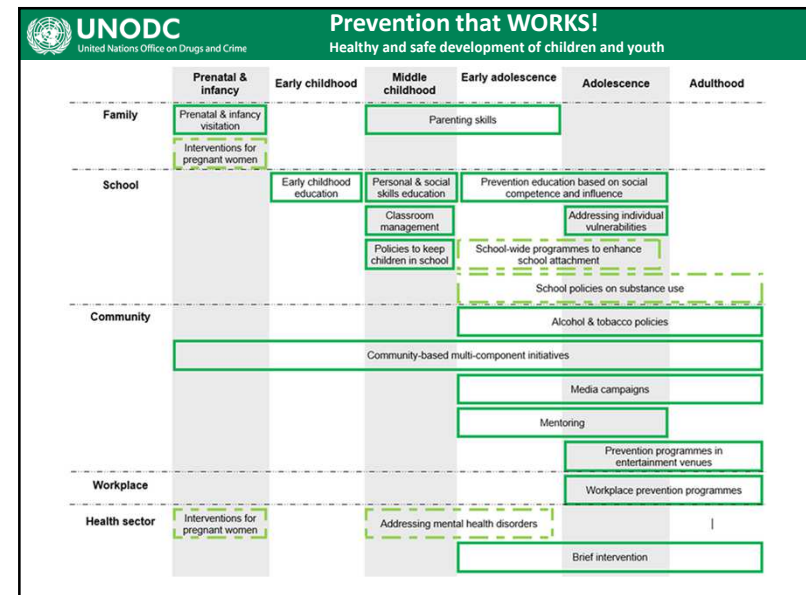 UNODC
United Nations Office on Drugs and Crime
Prevention that WORKS!
Healthy and safe development of children and youth
Prenatal &
infancy
Early childhood
Middle
childhood
Early adolescence
Adolescence
Adulthood
Family
Prenatal & infancy
visitation
Parenting skills
Interventions for
pregnant women
School
Early childhood
education
Personal & social
skills education
Prevention education based on social
competence and influence
Classroom
management
Addressing individual
vulnerabilities
Policies to keep
children in school
School-wide programmes to enhance
school attachment
School policies on substance use
Community
Alcohol & tobacco policies
Community-based multi-component initiatives
Media campaigns
Mentoring
Prevention programmes in
entertainment venues
Workplace
Workplace prevention programmes
Health sector
Interventions for
pregnant women
Addressing mental health disorders
|
Brief intervention